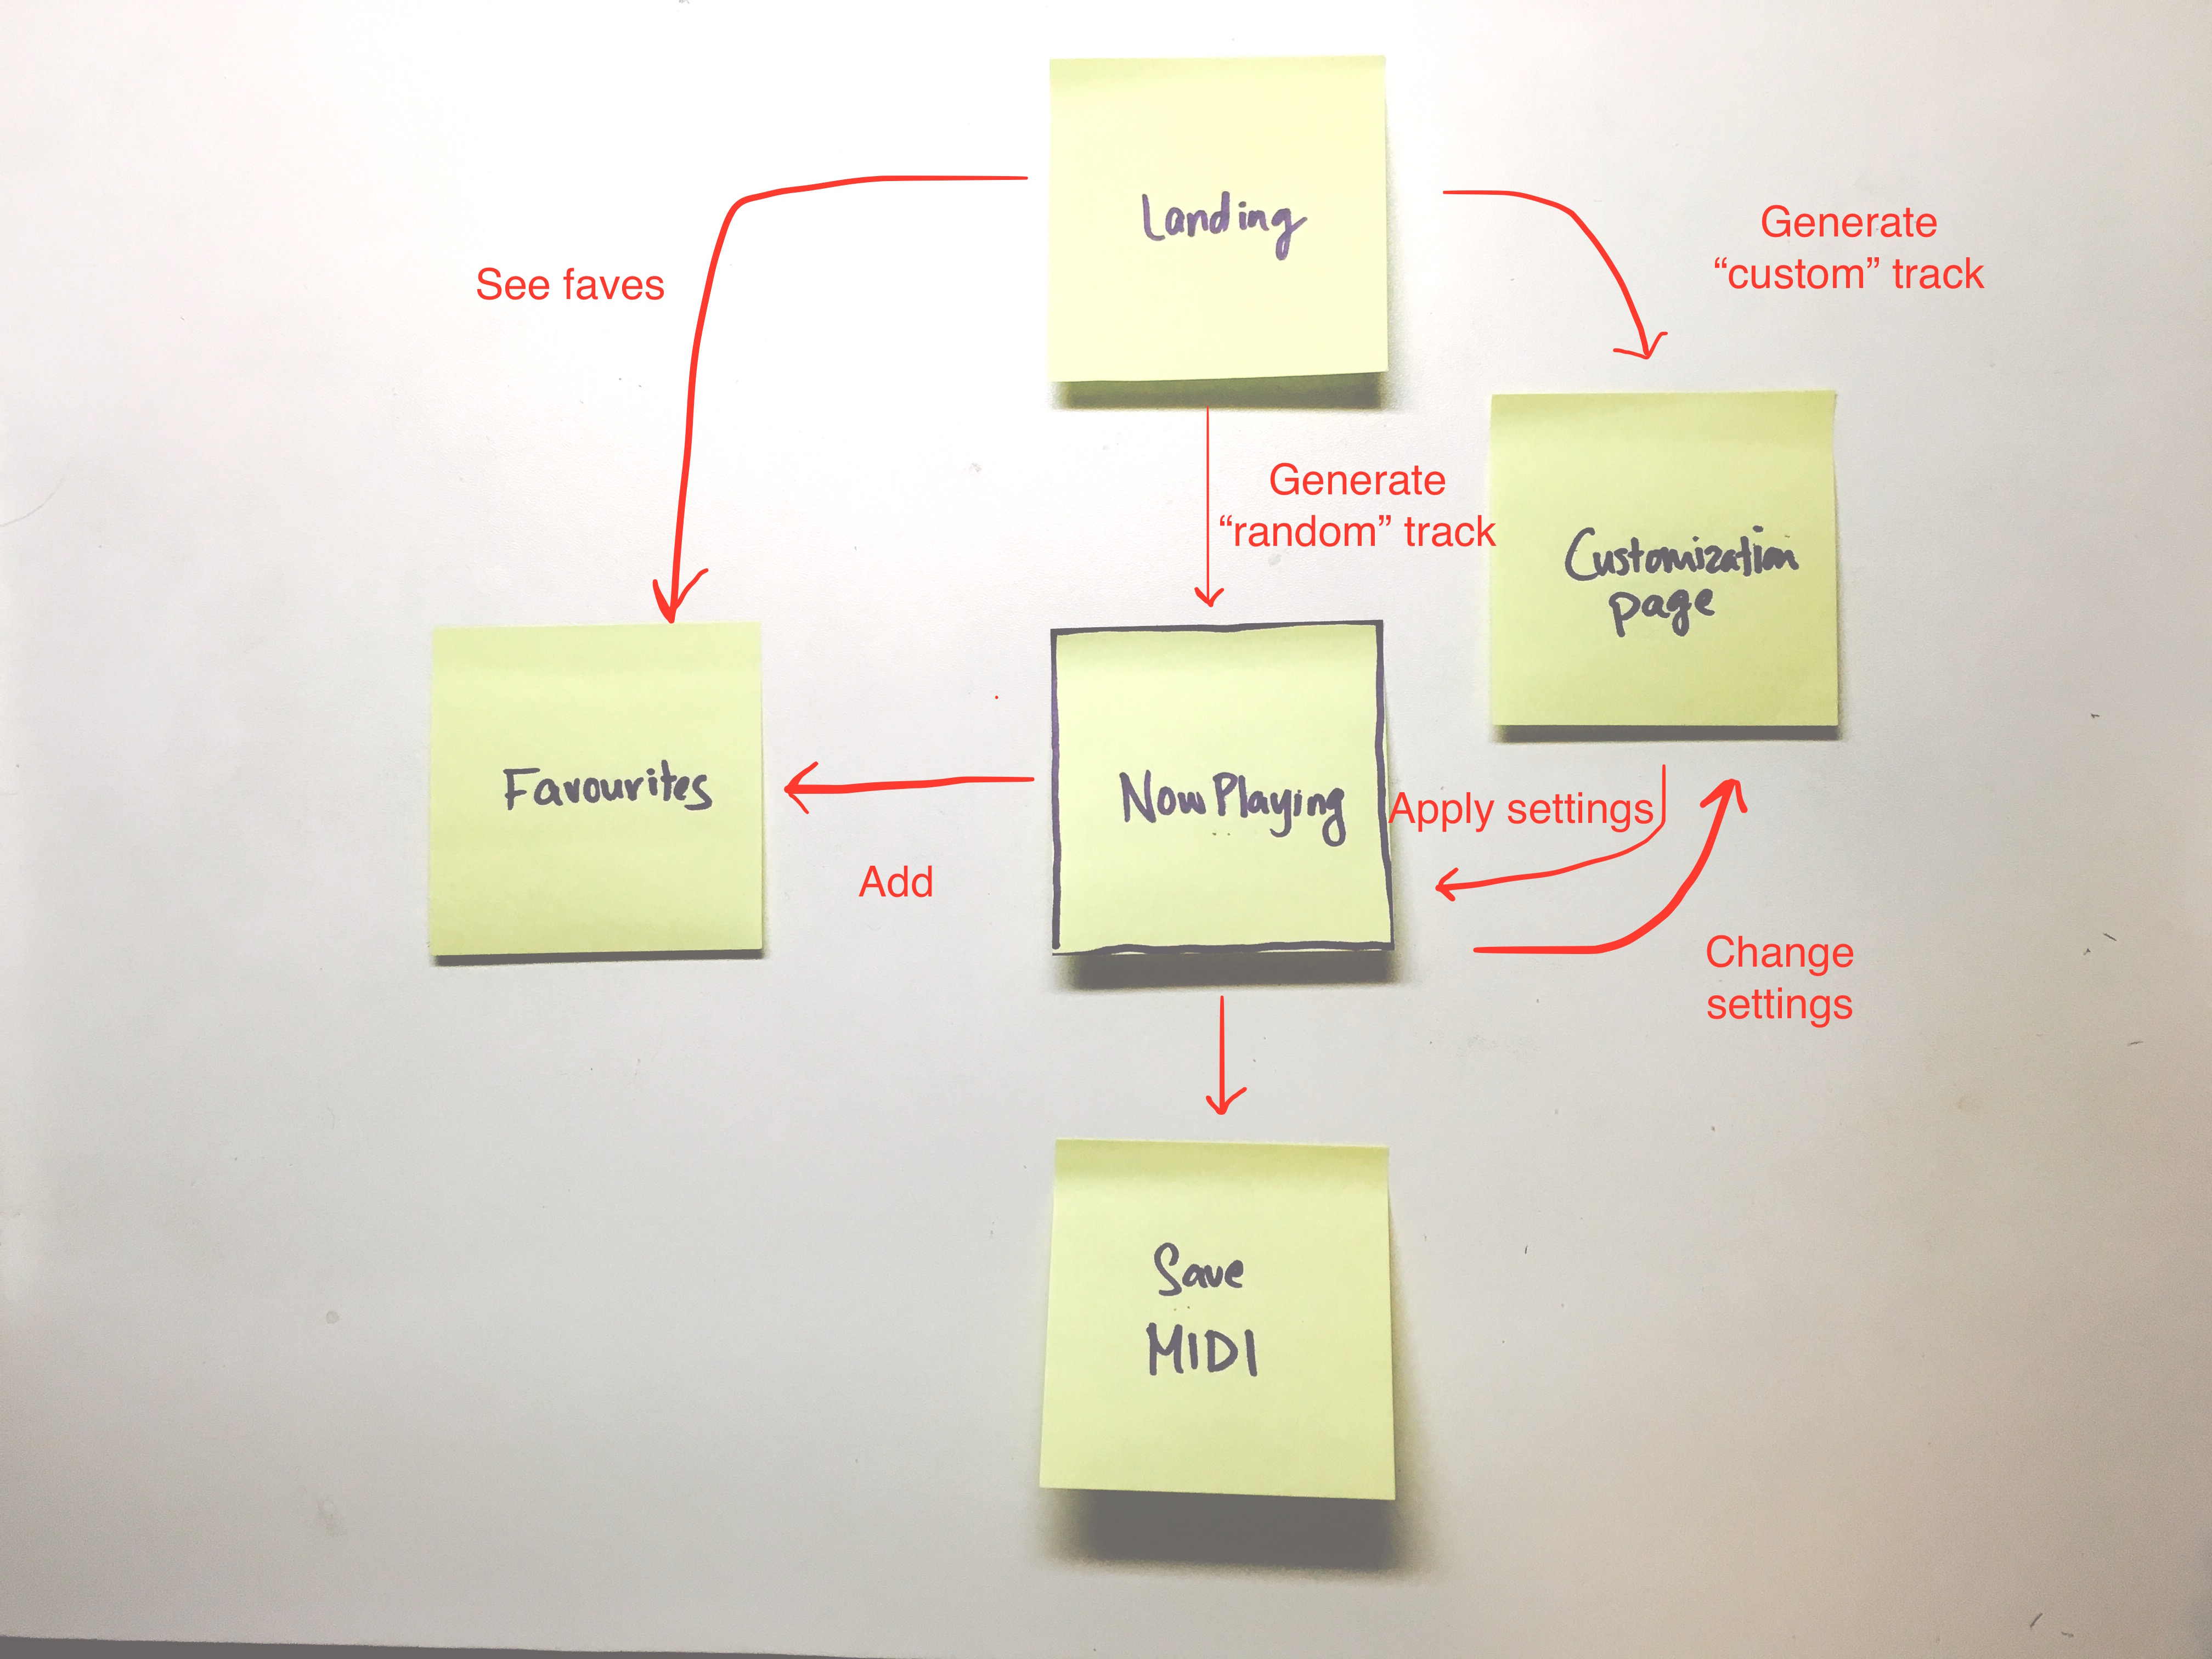 Landing
See faves
Generate
“custom” track
Generate
“random” track
Customization
page
Favourites
Now Playing
Apply settings
Add
Change
settings
Save
MIDI